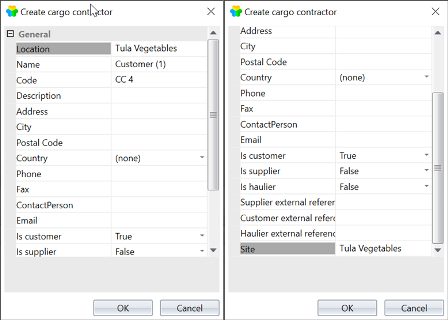 Create cargo contractor
General
Location Tula Vegetables
Name Customer (1)
Code CC 4
Description
Address
City
Postal Code
Country (none)
Phone
Fax
ContactPerson
Email
Is customer True
Is supplier False
OK Cancel
Create cargo contractor
Address
City
Postal Code
Country (none)
Phone
Fax
ContactPerson
Email
Is customer True
Is supplier False
Is haulier False
Supplier external refere
Customer external refere
Haulier external referenc
Site Tula Vegetables
OK Cancel